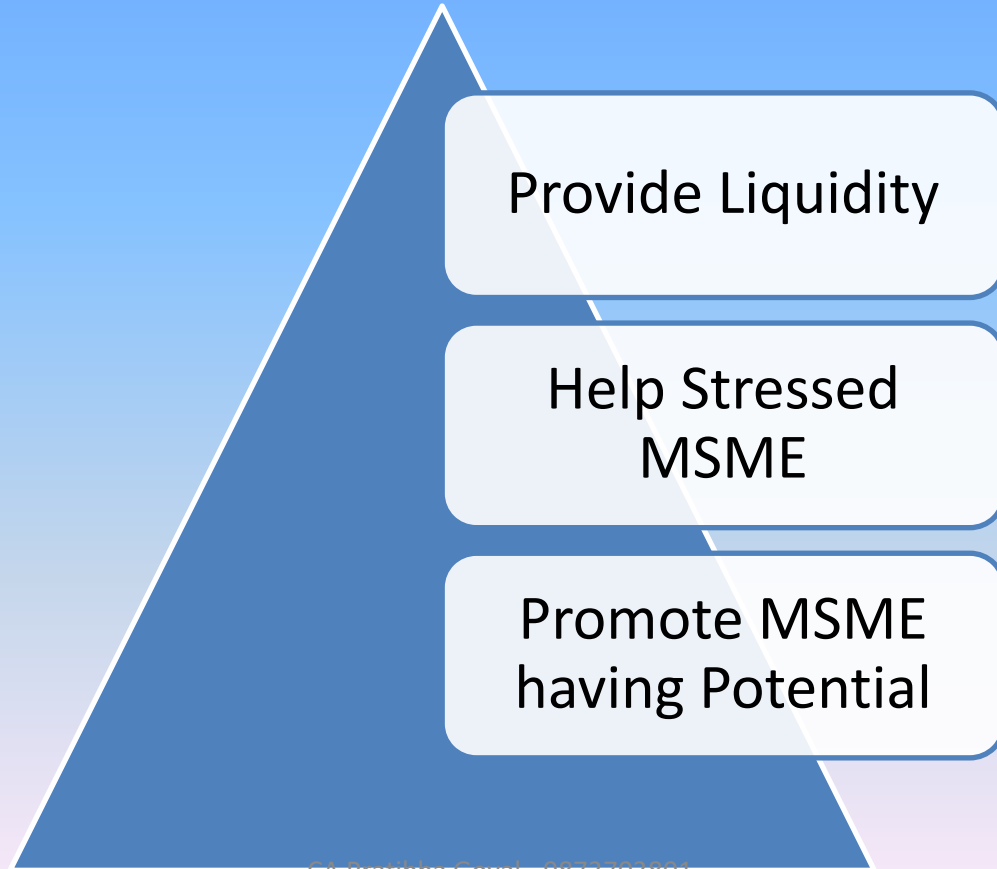 Provide Liquidity
Help Stressed
MSME
Promote MSME
having Potential